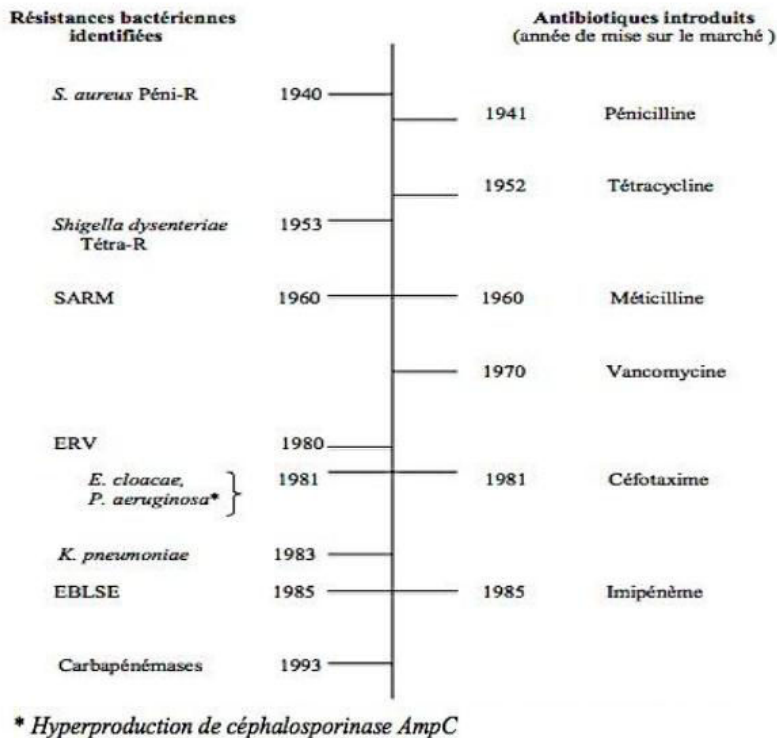 Résistances bactériennes
identifiées
Antibiotiques introduits
(année de mise sur le marché )
S. aureus Péni-R 1940
1941 Pénicilline
1952 Tétracycline
Shigella dysenteriae 1953
Tétra-R
SARM 1960 1960 Méticilline
1970 Vancomycine
ERV 1980
E. cloacae, 1981 1981 Céfotaxime
P. aeruginosa*
K. pneumoniae 1983
EBLSE 1985 1985 Imipénème
Carbapénémases 1993
* Hyperproduction de céphalosporinase AmpC